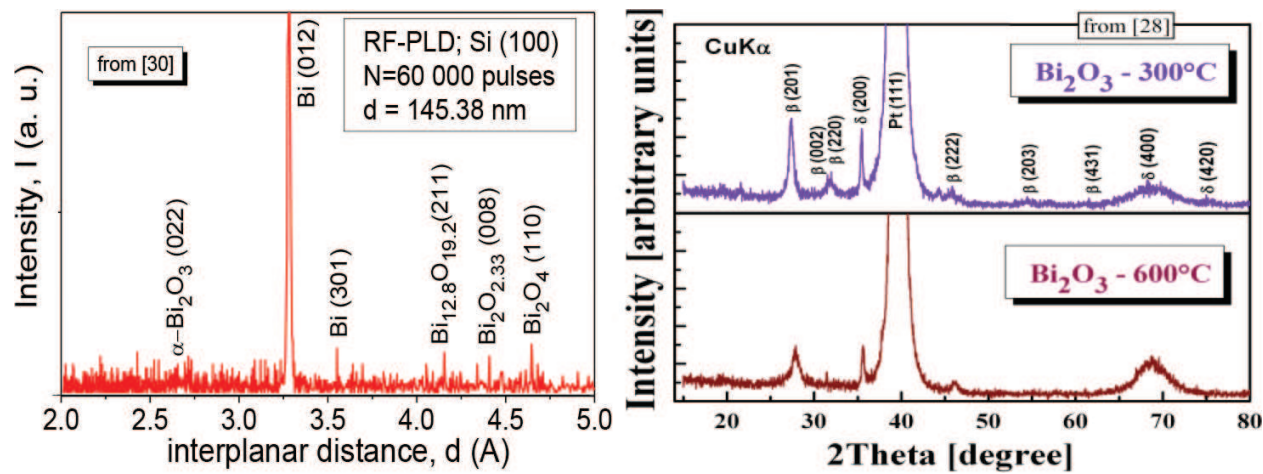 from [30]
RF-PLD; Si (100)
N=60 000 pulses
d = 145.38 nm
Bi (012)
α–Bi2O3 (022)
Bi (301)
Bi12.8O19.2(211)
Bi2O2.33 (008)
Bi2O4 (110)
Intensity, I (a. u.)
2.0 2.5 3.0 3.5 4.0 4.5 5.0
interplanar distance, d (A)
from [28]
CuKα
Bi2O3 - 300°C
β (201)
β (002)
β (220)
δ (200)
Pt (111)
β (222)
β (203)
β (431)
δ (400)
δ (420)
Bi2O3 - 600°C
Intensity [arbitrary units]
20 30 40 50 60 70 80
2Theta [degree]